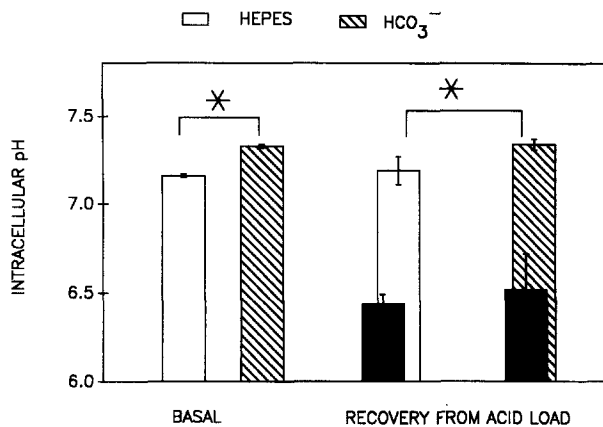 HEPES HCO₃⁻
INTRACELLULAR pH
7.5
7.0
6.5
6.0
BASAL RECOVERY FROM ACID LOAD